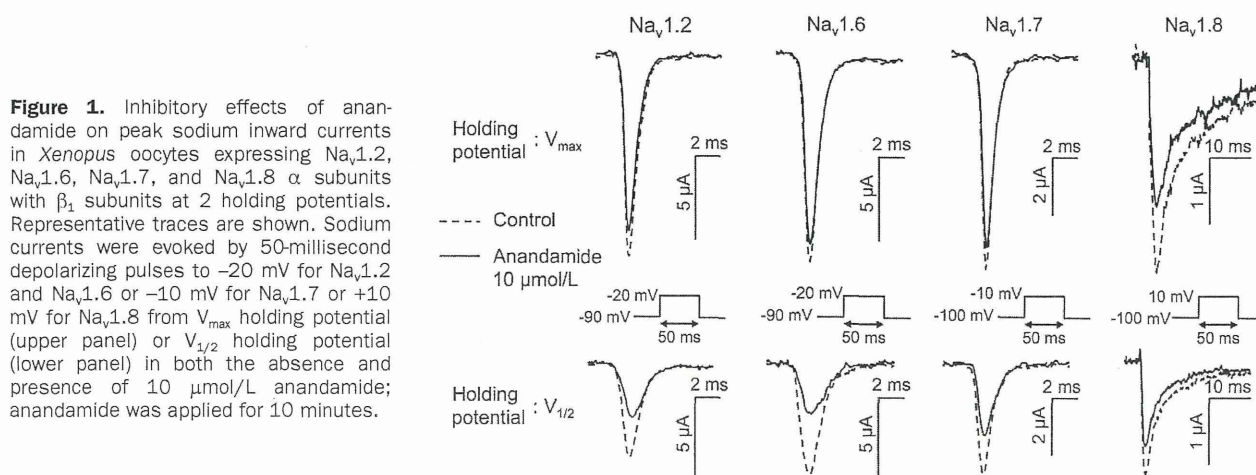 Figure 1. Inhibitory effects of anan-
damide on peak sodium inward currents
in Xenopus oocytes expressing Nav1.2,
Nav1.6, Nav1.7, and Nav1.8 α subunits
with β1 subunits at 2 holding potentials.
Representative traces are shown. Sodium
currents were evoked by 50-millisecond
depolarizing pulses to –20 mV for Nav1.2
and Nav1.6 or –10 mV for Nav1.7 or +10
mV for Nav1.8 from Vmax holding potential
(upper panel) or V1/2 holding potential
(lower panel) in both the absence and
presence of 10 μmol/L anandamide;
anandamide was applied for 10 minutes.
Nav1.2
Nav1.6
Nav1.7
Nav1.8
Holding
potential : Vmax
2 ms
5 μA
2 ms
5 μA
2 ms
2 μA
10 ms
1 μA
Control
Anandamide
10 μmol/L
-20 mV
-90 mV
50 ms
-20 mV
-90 mV
50 ms
-10 mV
-100 mV
50 ms
10 mV
-100 mV
50 ms
Holding
potential : V1/2
2 ms
5 μA
2 ms
5 μA
2 ms
2 μA
10 ms
1 μA